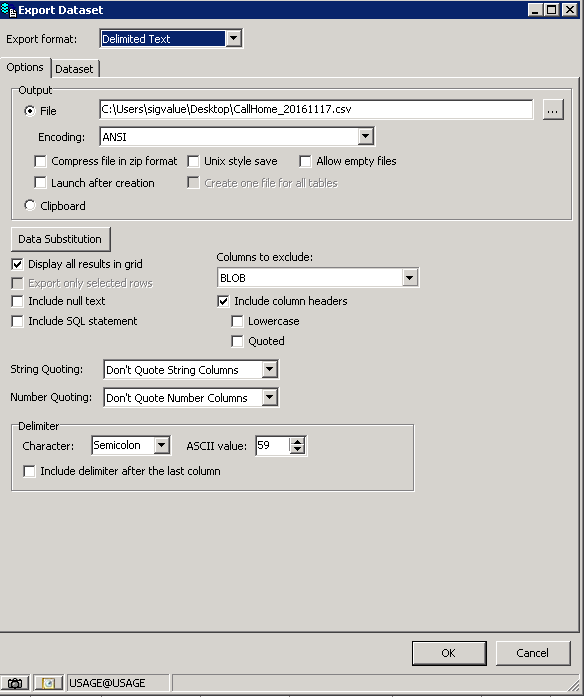 Export Dataset
Export format: Delimited Text
Options Dataset
Output
File C:\Users\sigvalue\Desktop\CallHome_20161117.csv ...
Encoding: ANSI
Compress file in zip format Unix style save Allow empty files
Launch after creation Create one file for all tables
Clipboard
Data Substitution
Columns to exclude:
Display all results in grid
BLOB
Export only selected rows
Include null text Include column headers
Include SQL statement Lowercase
Quoted
String Quoting: Don't Quote String Columns
Number Quoting: Don't Quote Number Columns
Delimiter
Character: Semicolon ASCII value: 59
Include delimiter after the last column
OK Cancel
USAGE@USAGE